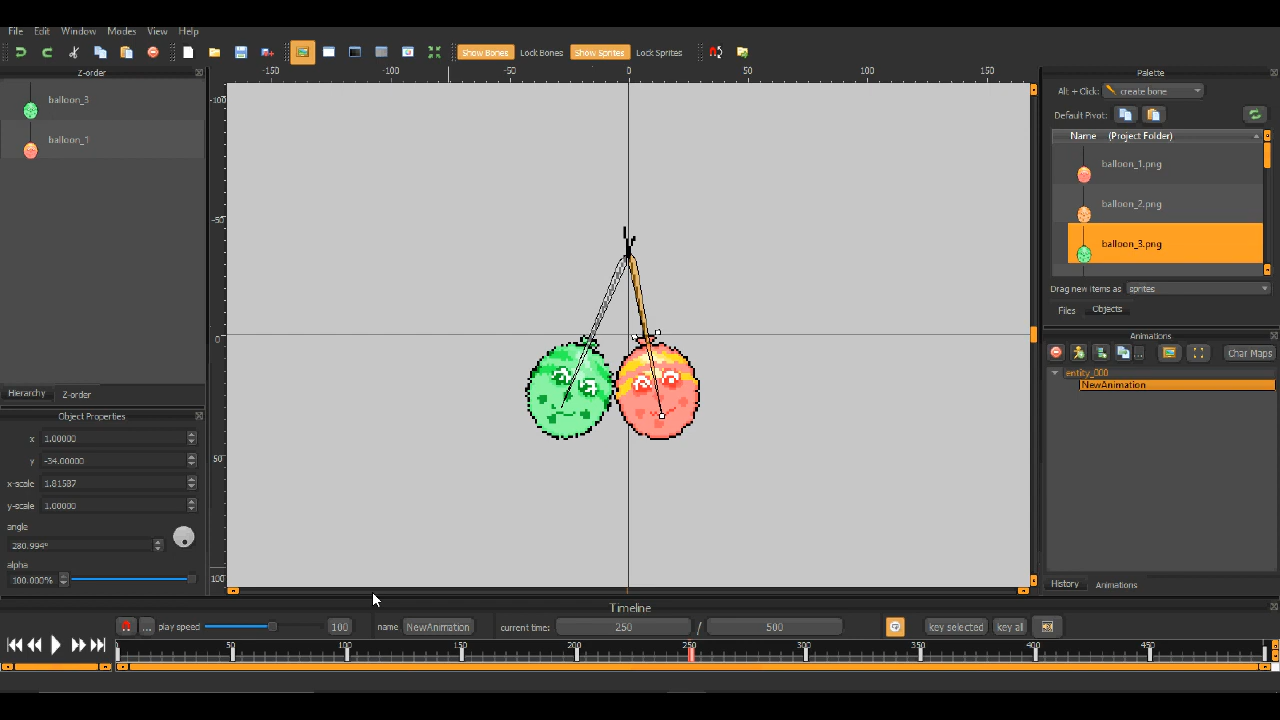 File Edit Window Modes View Help
Show Bones Lock Bones Show Sprites Lock Sprites
Z-order
balloon_3
balloon_1
Hierarchy Z-order
Object Properties
x 1.00000
y -34.00000
x-scale 1.81587
y-scale 1.00000
angle
280.994°
alpha
100.000%
-150 -100 -50 0 50 100 150
-100
-50
0
50
100
Palette
Alt + Click: create bone
Default Pivot:
Name (Project Folder)
balloon_1.png
balloon_2.png
balloon_3.png
Drag new items as sprites
Files Objects
Animations
... Char Maps
entity_000
NewAnimation
History Animations
Timeline
... play speed 100 name NewAnimation current time: 250 / 500 key selected key all
50 100 150 200 250 300 350 400 450